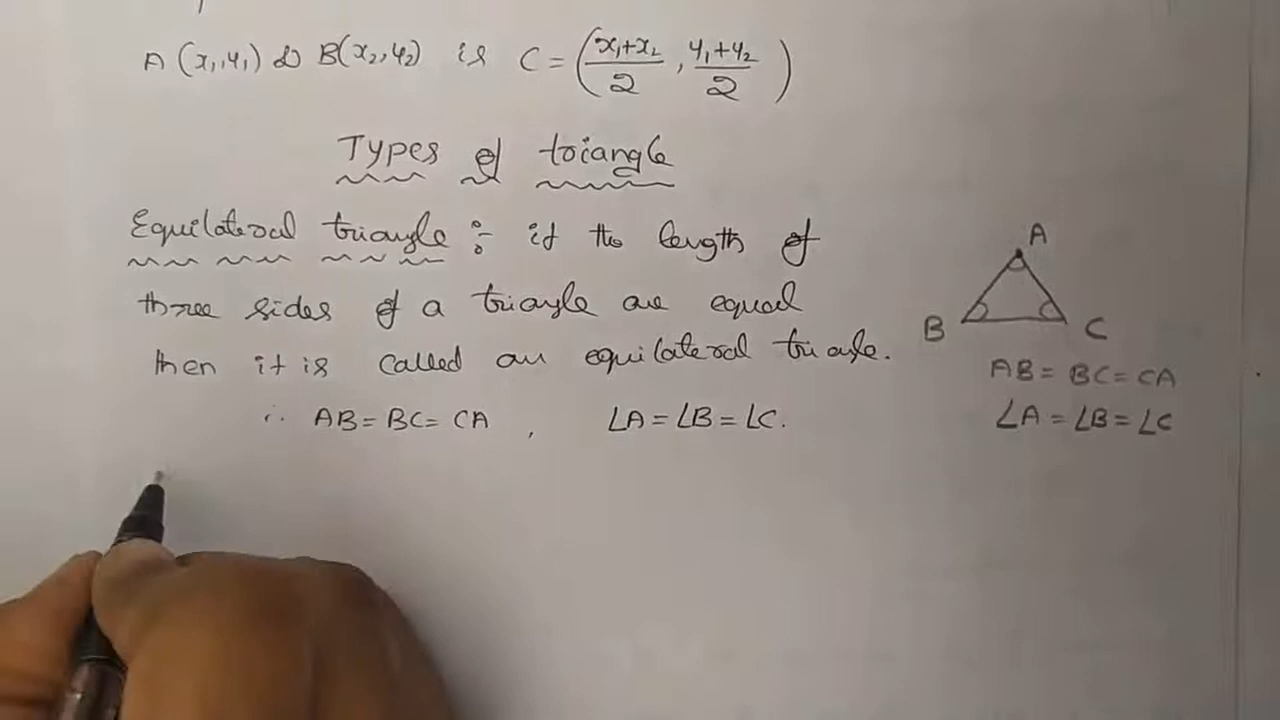 A (x₁,y₁) & B(x₂,y₂) is C = ( (x₁+x₂)/2 , (y₁+y₂)/2 )
Types of triangle
Equilateral triangle :- if the length of
three sides of a triangle are equal
then it is called an equilateral triangle.
∴ AB = BC = CA , ∠A = ∠B = ∠C.
A
B C
AB = BC = CA
∠A = ∠B = ∠C